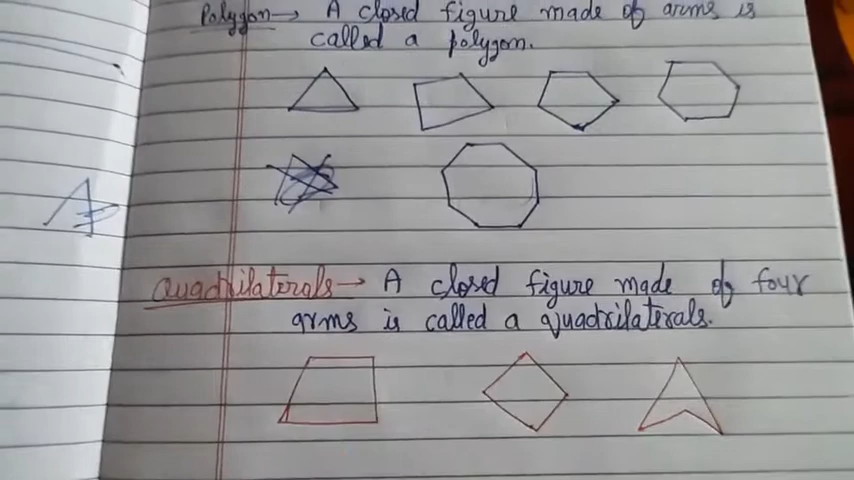 Polygon → A closed figure made of arms is
called a polygon.
Quadrilaterals → A closed figure made of four
arms is called a quadrilaterals.